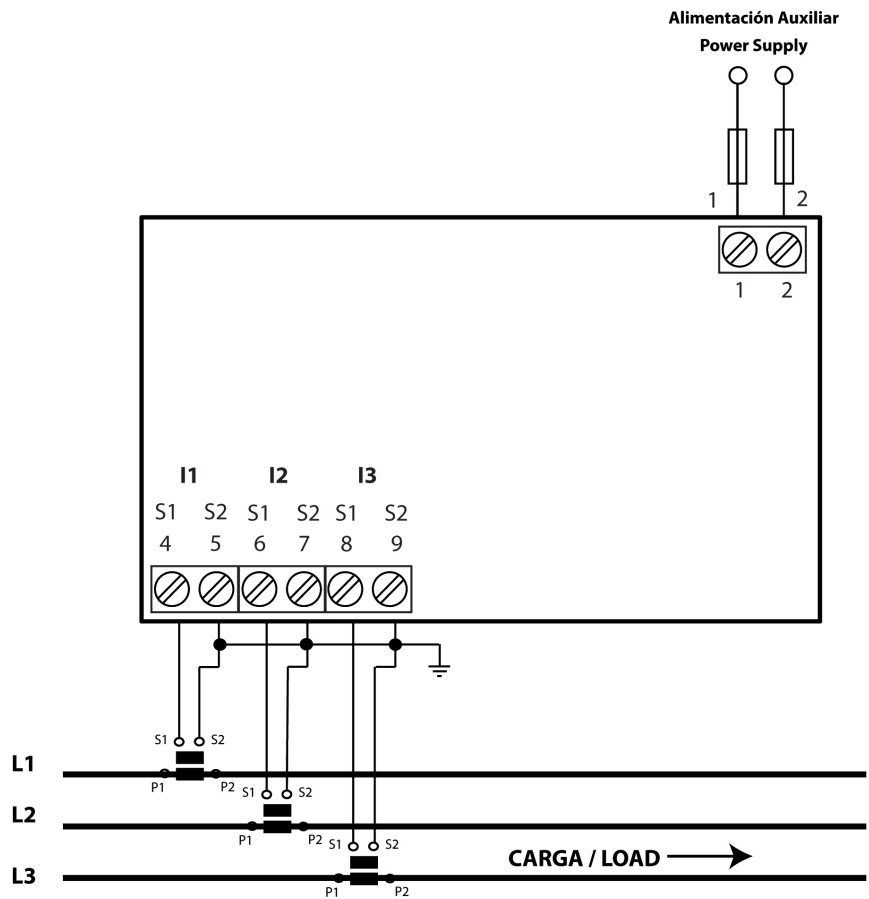 Alimentación Auxiliar
Power Supply
1 2
1 2
I1 I2 I3
S1 S2 S1 S2 S1 S2
4 5 6 7 8 9
S1 S2
L1
P1 P2
S1 S2
L2
P1 P2
S1 S2
CARGA / LOAD
L3
P1 P2